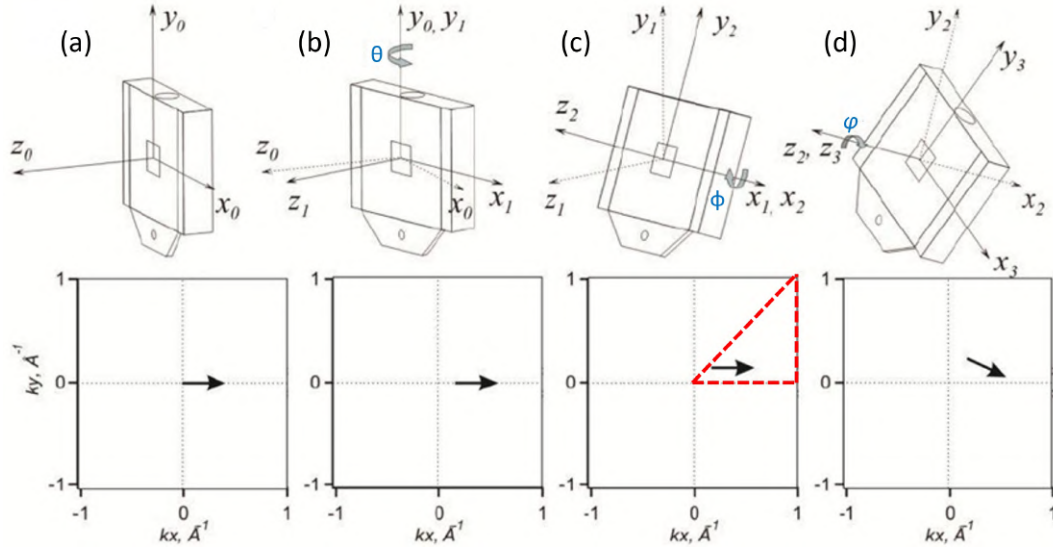 (a)
y0
z0
x0
(b)
y0, y1
θ
z0
z1
x0
x1
(c)
y1
y2
z2
z1
ϕ
x1, x2
(d)
y2
y3
φ
z2, z3
x2
x3
1
0
-1
ky, Å-1
-1
0
1
kx, Å-1
1
0
-1
-1
0
1
kx, Å-1
1
0
-1
-1
0
1
kx, Å-1
1
0
-1
-1
0
1
kx, Å-1